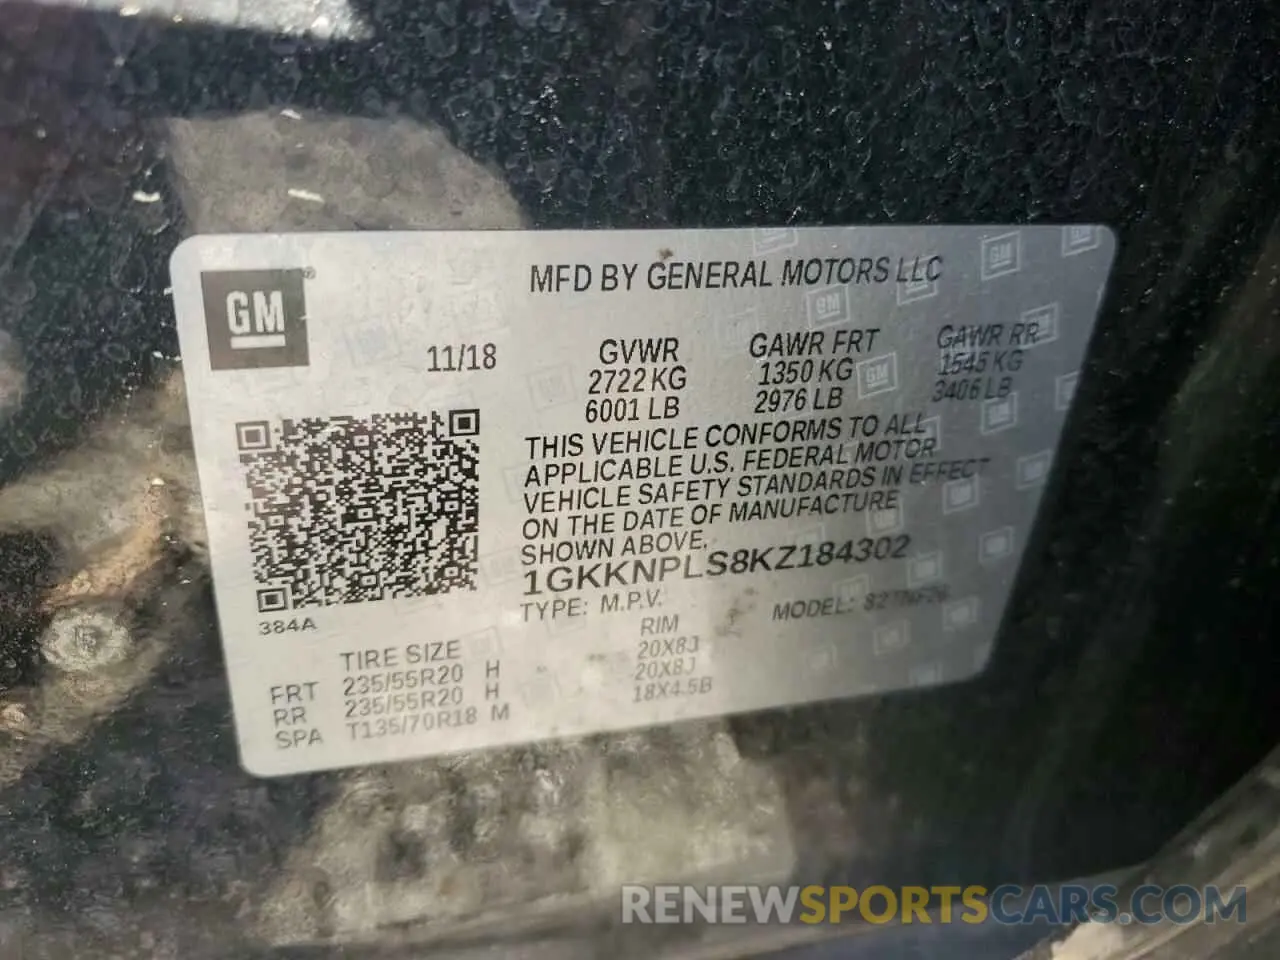 GM®
MFD BY GENERAL MOTORS LLC
11/18
GVWR GAWR FRT GAWR RR
2722 KG 1350 KG 1545 KG
6001 LB 2976 LB 3406 LB
THIS VEHICLE CONFORMS TO ALL
APPLICABLE U.S. FEDERAL MOTOR
VEHICLE SAFETY STANDARDS IN EFFECT
ON THE DATE OF MANUFACTURE
SHOWN ABOVE.
1GKKNPLS8KZ184302
384A
TYPE: M.P.V. MODEL:
TIRE SIZE RIM
FRT 235/55R20 H 20X8J
RR 235/55R20 H 20X8J
SPA T135/70R18 M 18X4.5B
RENEWSPORTSCARS.COM